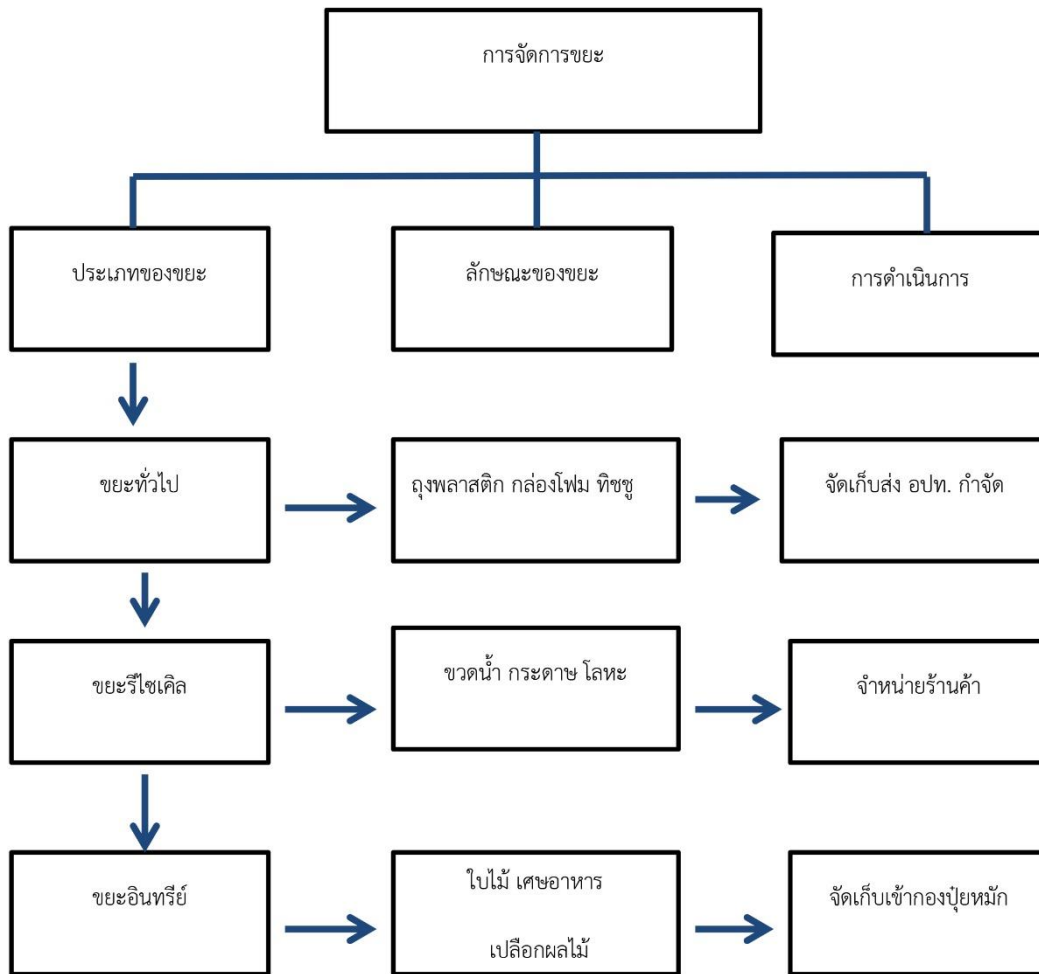 การจัดการขยะ
ประเภทของขยะ
ลักษณะของขยะ
การดำเนินการ
ขยะทั่วไป
ถุงพลาสติก กล่องโฟม ทิชชู
จัดเก็บส่ง อปท. กำจัด
ขยะรีไซเคิล
ขวดน้ำ กระดาษ โลหะ
จำหน่ายร้านค้า
ขยะอินทรีย์
ใบไม้ เศษอาหาร
เปลือกผลไม้
จัดเก็บเข้ากองปุ๋ยหมัก